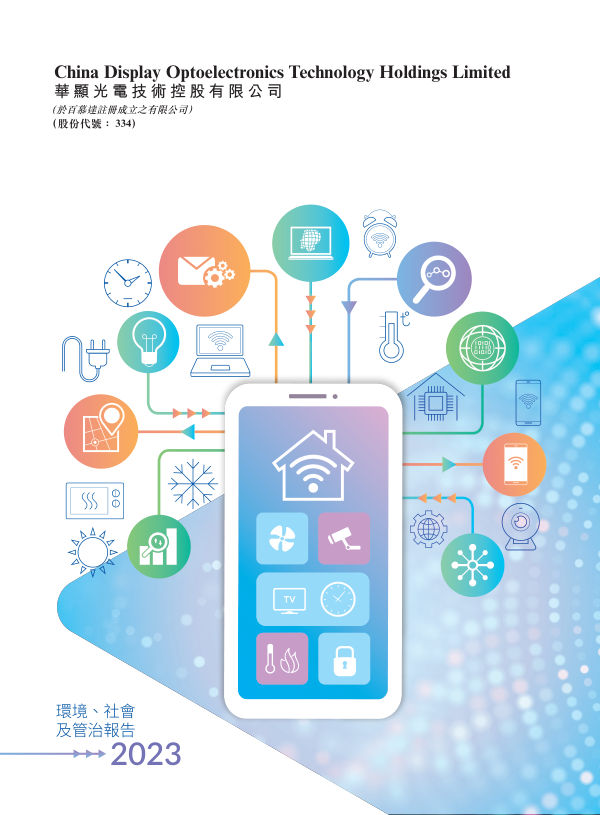 China Display Optoelectronics Technology Holdings Limited
華顯光電技術控股有限公司
(於百慕達註冊成立之有限公司)
(股份代號：334)
t°
TV
環境、社會
及管治報告
2023